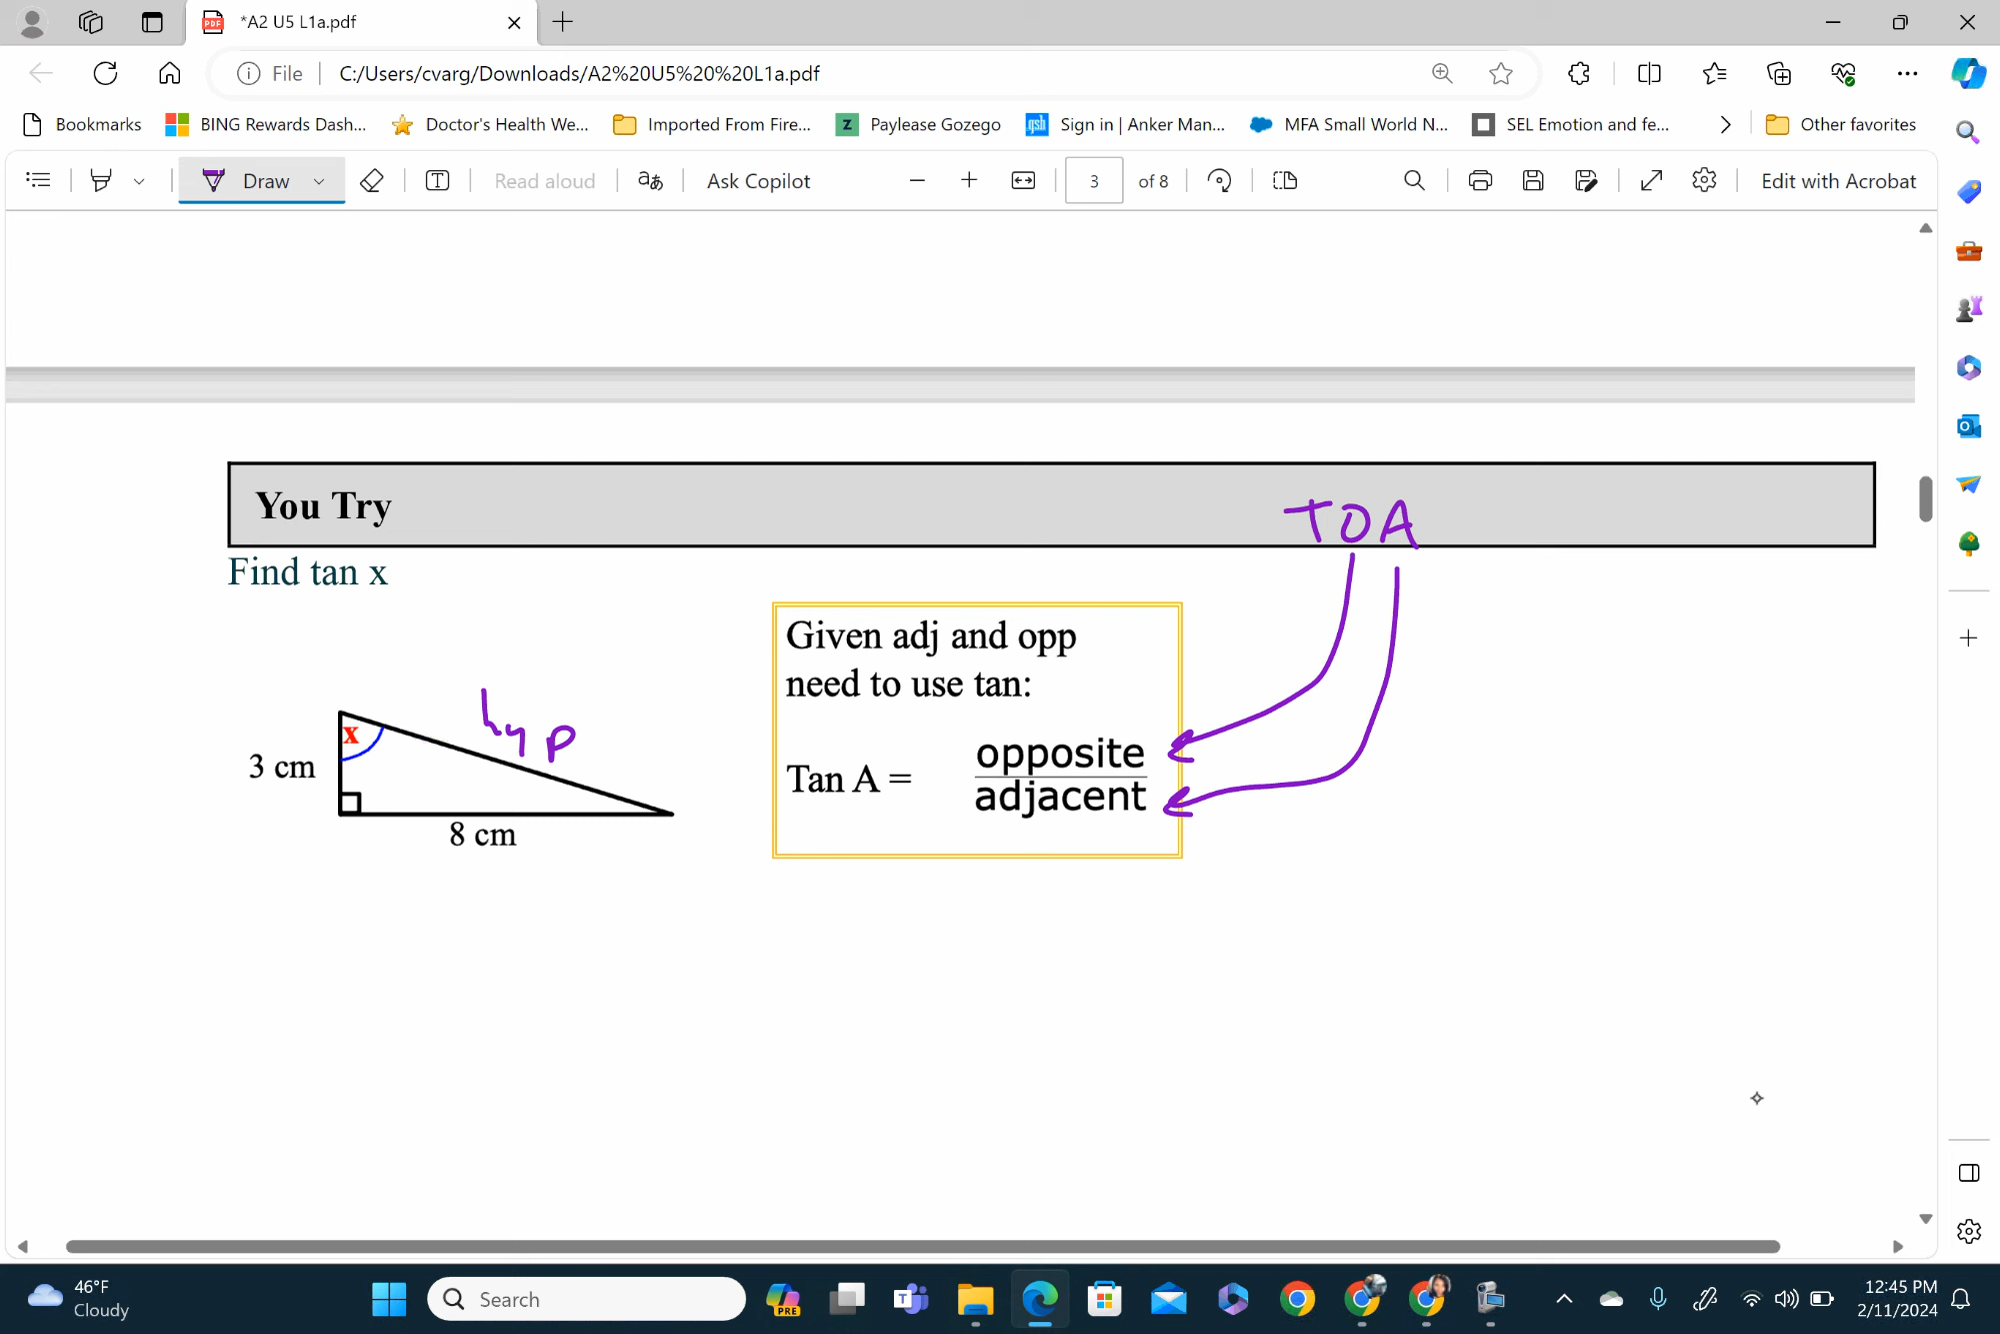 *A2 U5 L1a.pdf
File
C:/Users/cvarg/Downloads/A2%20U5%20%20L1a.pdf
Bookmarks
BING Rewards Dash...
Doctor's Health We...
Imported From Fire...
Z
Paylease Gozego
gsh
Sign in | Anker Man...
MFA Small World N...
SEL Emotion and fe...
Other favorites
Draw
Read aloud
aあ
Ask Copilot
3 of 8
Edit with Acrobat
You Try
TOA
Find tan x
Given adj and opp
need to use tan:
hyp
x
3 cm
8 cm
Tan A =
opposite
adjacent
46°F
Cloudy
Search
PRE
12:45 PM
2/11/2024